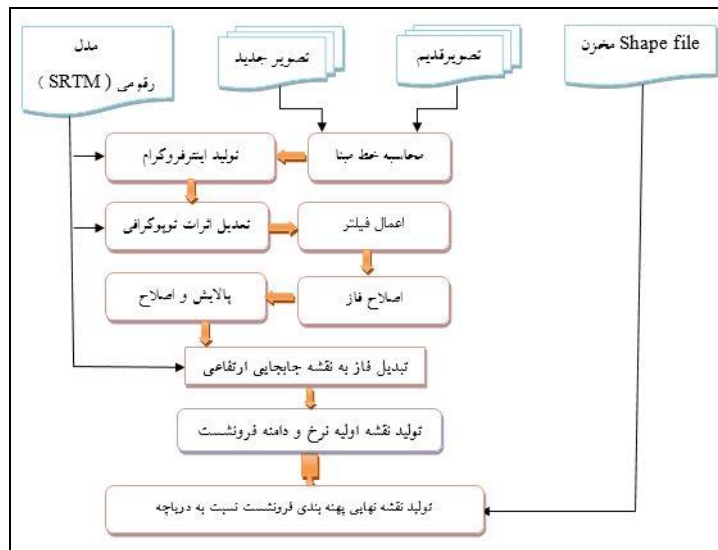 مدل
رقومی ( SRTM )
تصویر جدید
تصویرقدیم
Shape file مخزن
محاسبه خط مبنا
تولید اینترفروگرام
تعدیل اثرات توپوگرافی
اعمال فیلتر
اصلاح فاز
پالایش و اصلاح
تبدیل فاز به نقشه جابجایی ارتفاعی
تولید نقشه اولیه نرخ و دامنه فرونشست
تولید نقشه نهایی پهنه بندی فرونشست نسبت به دریاچه